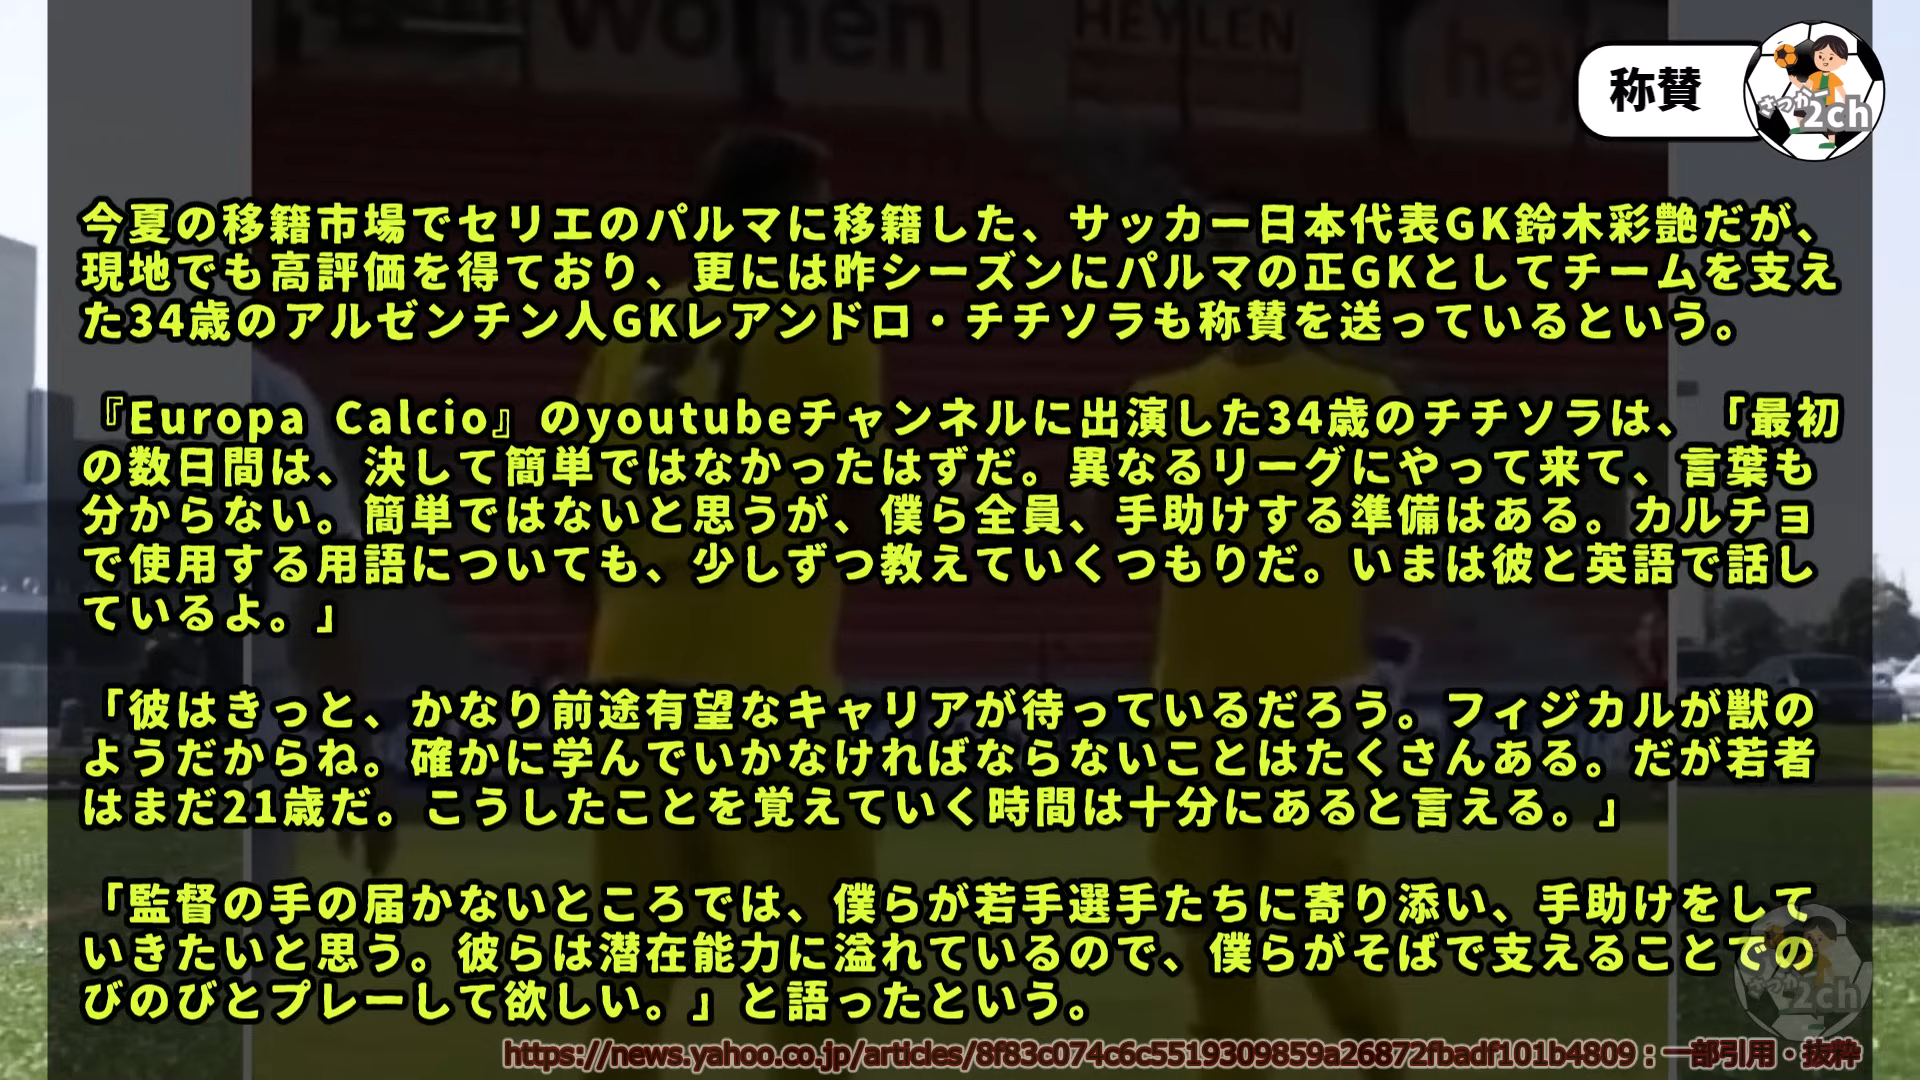 Wonen
HEYLEN
hey
称賛
さっかー
2ch
今夏の移籍市場でセリエのパルマに移籍した、サッカー日本代表GK鈴木彩艶だが、
現地でも高評価を得ており、更には昨シーズンにパルマの正GKとしてチームを支え
た34歳のアルゼンチン人GKレアンドロ・チチソラも称賛を送っているという。
『Europa Calcio』のyoutubeチャンネルに出演した34歳のチチソラは、「最初
の数日間は、決して簡単ではなかったはずだ。異なるリーグにやって来て、言葉も
分からない。簡単ではないと思うが、僕ら全員、手助けする準備はある。カルチョ
で使用する用語についても、少しずつ教えていくつもりだ。いまは彼と英語で話し
ているよ。」
「彼はきっと、かなり前途有望なキャリアが待っているだろう。フィジカルが獣の
ようだからね。確かに学んでいかなければならないことはたくさんある。だが若者
はまだ21歳だ。こうしたことを覚えていく時間は十分にあると言える。」
「監督の手の届かないところでは、僕らが若手選手たちに寄り添い、手助けをして
いきたいと思う。彼らは潜在能力に溢れているので、僕らがそばで支えることでの
びのびとプレーして欲しい。」と語ったという。
さっかー
2ch
https://news.yahoo.co.jp/articles/8f83c074c6c5519309859a26872fbadf101b4809：一部引用・抜粋